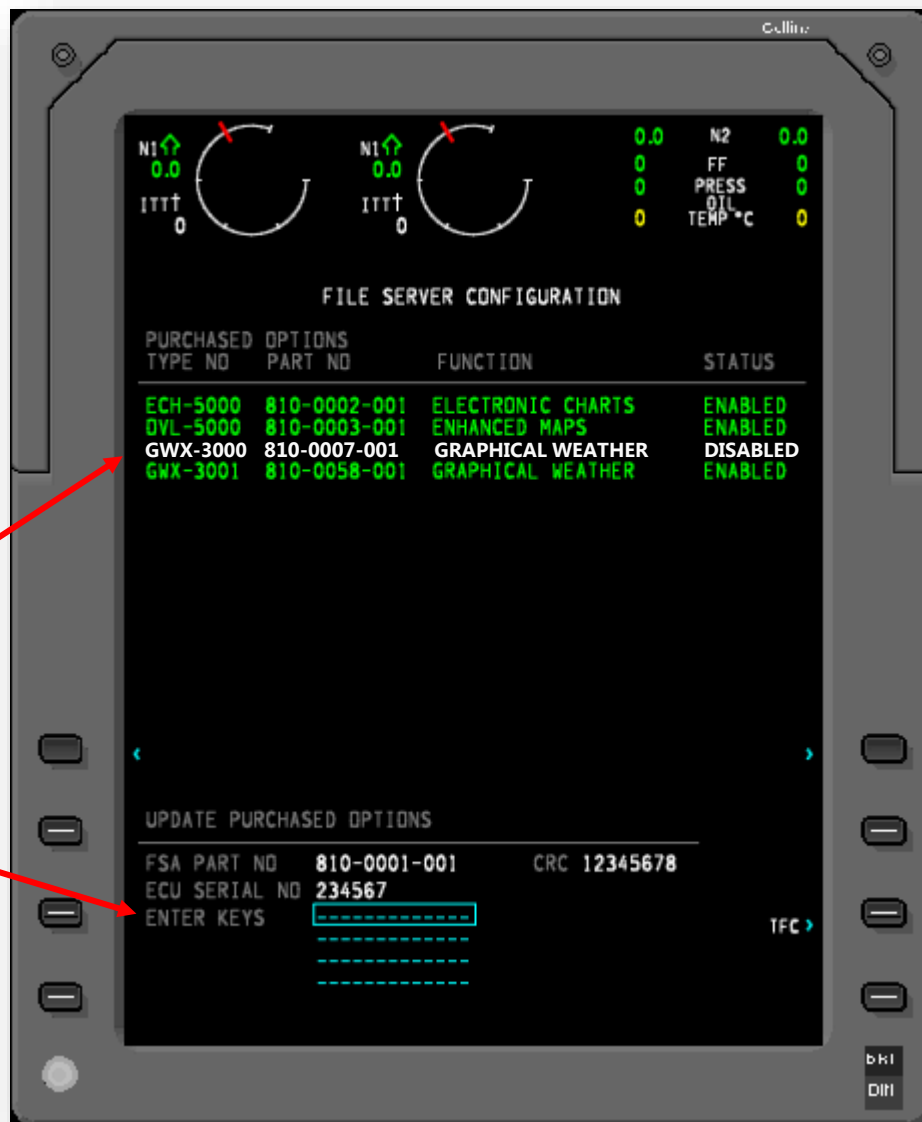 Collins
N1 N1 0.0 N2 0.0
0.0 0.0 0 FF 0
0 PRESS 0
ITT ITT OIL
0 0 0 TEMP °C 0
FILE SERVER CONFIGURATION
PURCHASED OPTIONS
TYPE NO PART NO FUNCTION STATUS
ECH-5000 810-0002-001 ELECTRONIC CHARTS ENABLED
OVL-5000 810-0003-001 ENHANCED MAPS ENABLED
GWX-3000 810-0007-001 GRAPHICAL WEATHER DISABLED
GWX-3001 810-0058-001 GRAPHICAL WEATHER ENABLED
UPDATE PURCHASED OPTIONS
FSA PART NO 810-0001-001 CRC 12345678
ECU SERIAL NO 234567
ENTER KEYS -------------
TFC >
BRT
DIM